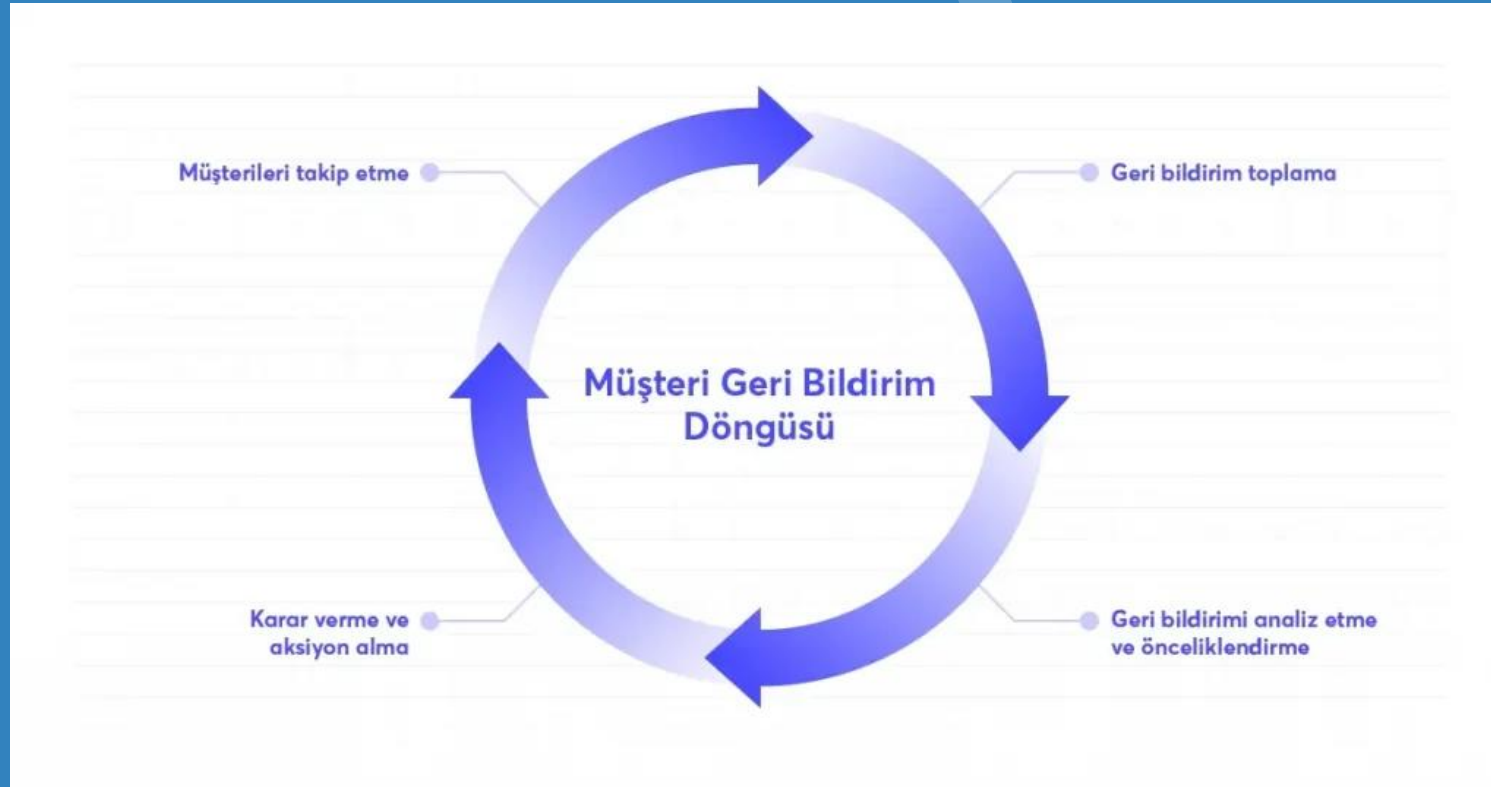 Müşterileri takip etme
Geri bildirim toplama
Müşteri Geri Bildirim
Döngüsü
Karar verme ve
aksiyon alma
Geri bildirimi analiz etme
ve önceliklendirme